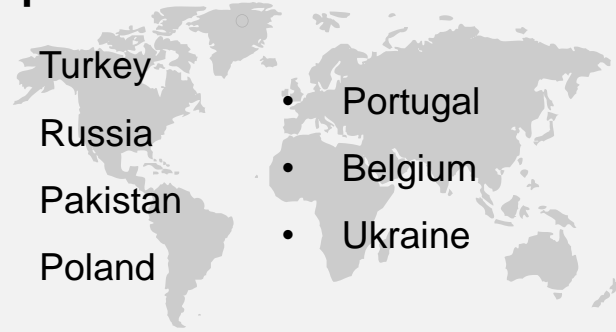 Turkey
Russia
Pakistan
Poland
• Portugal
• Belgium
• Ukraine